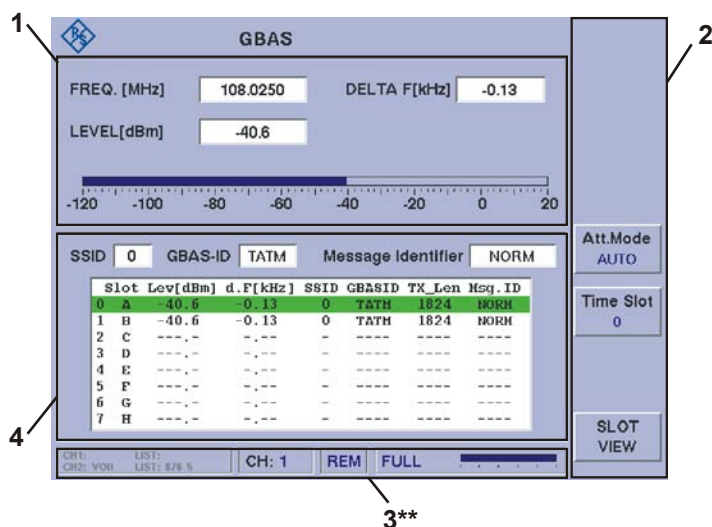 1
2
R&S
GBAS
FREQ. [MHz] 108.0250 DELTA F[kHz] -0.13
LEVEL[dBm] -40.6
-120 -100 -80 -60 -40 -20 0 20
Att.Mode
AUTO
SSID 0 GBAS-ID TATM Message Identifier NORM
Slot Lev[dBm] d.F[kHz] SSID GBASID TX_Len Msg.ID
0 A -40.6 -0.13 0 TATM 1824 NORM
1 B -40.6 -0.13 0 TATM 1824 NORM
2 C ---.- -.-- - ---- ---- ----
3 D ---.- -.-- - ---- ---- ----
4 E ---.- -.-- - ---- ---- ----
5 F ---.- -.-- - ---- ---- ----
6 G ---.- -.-- - ---- ---- ----
7 H ---.- -.-- - ---- ---- ----
Time Slot
0
SLOT
VIEW
4
CH1: LIST:
CH2: LIST:
CH: 1 REM FULL
3**